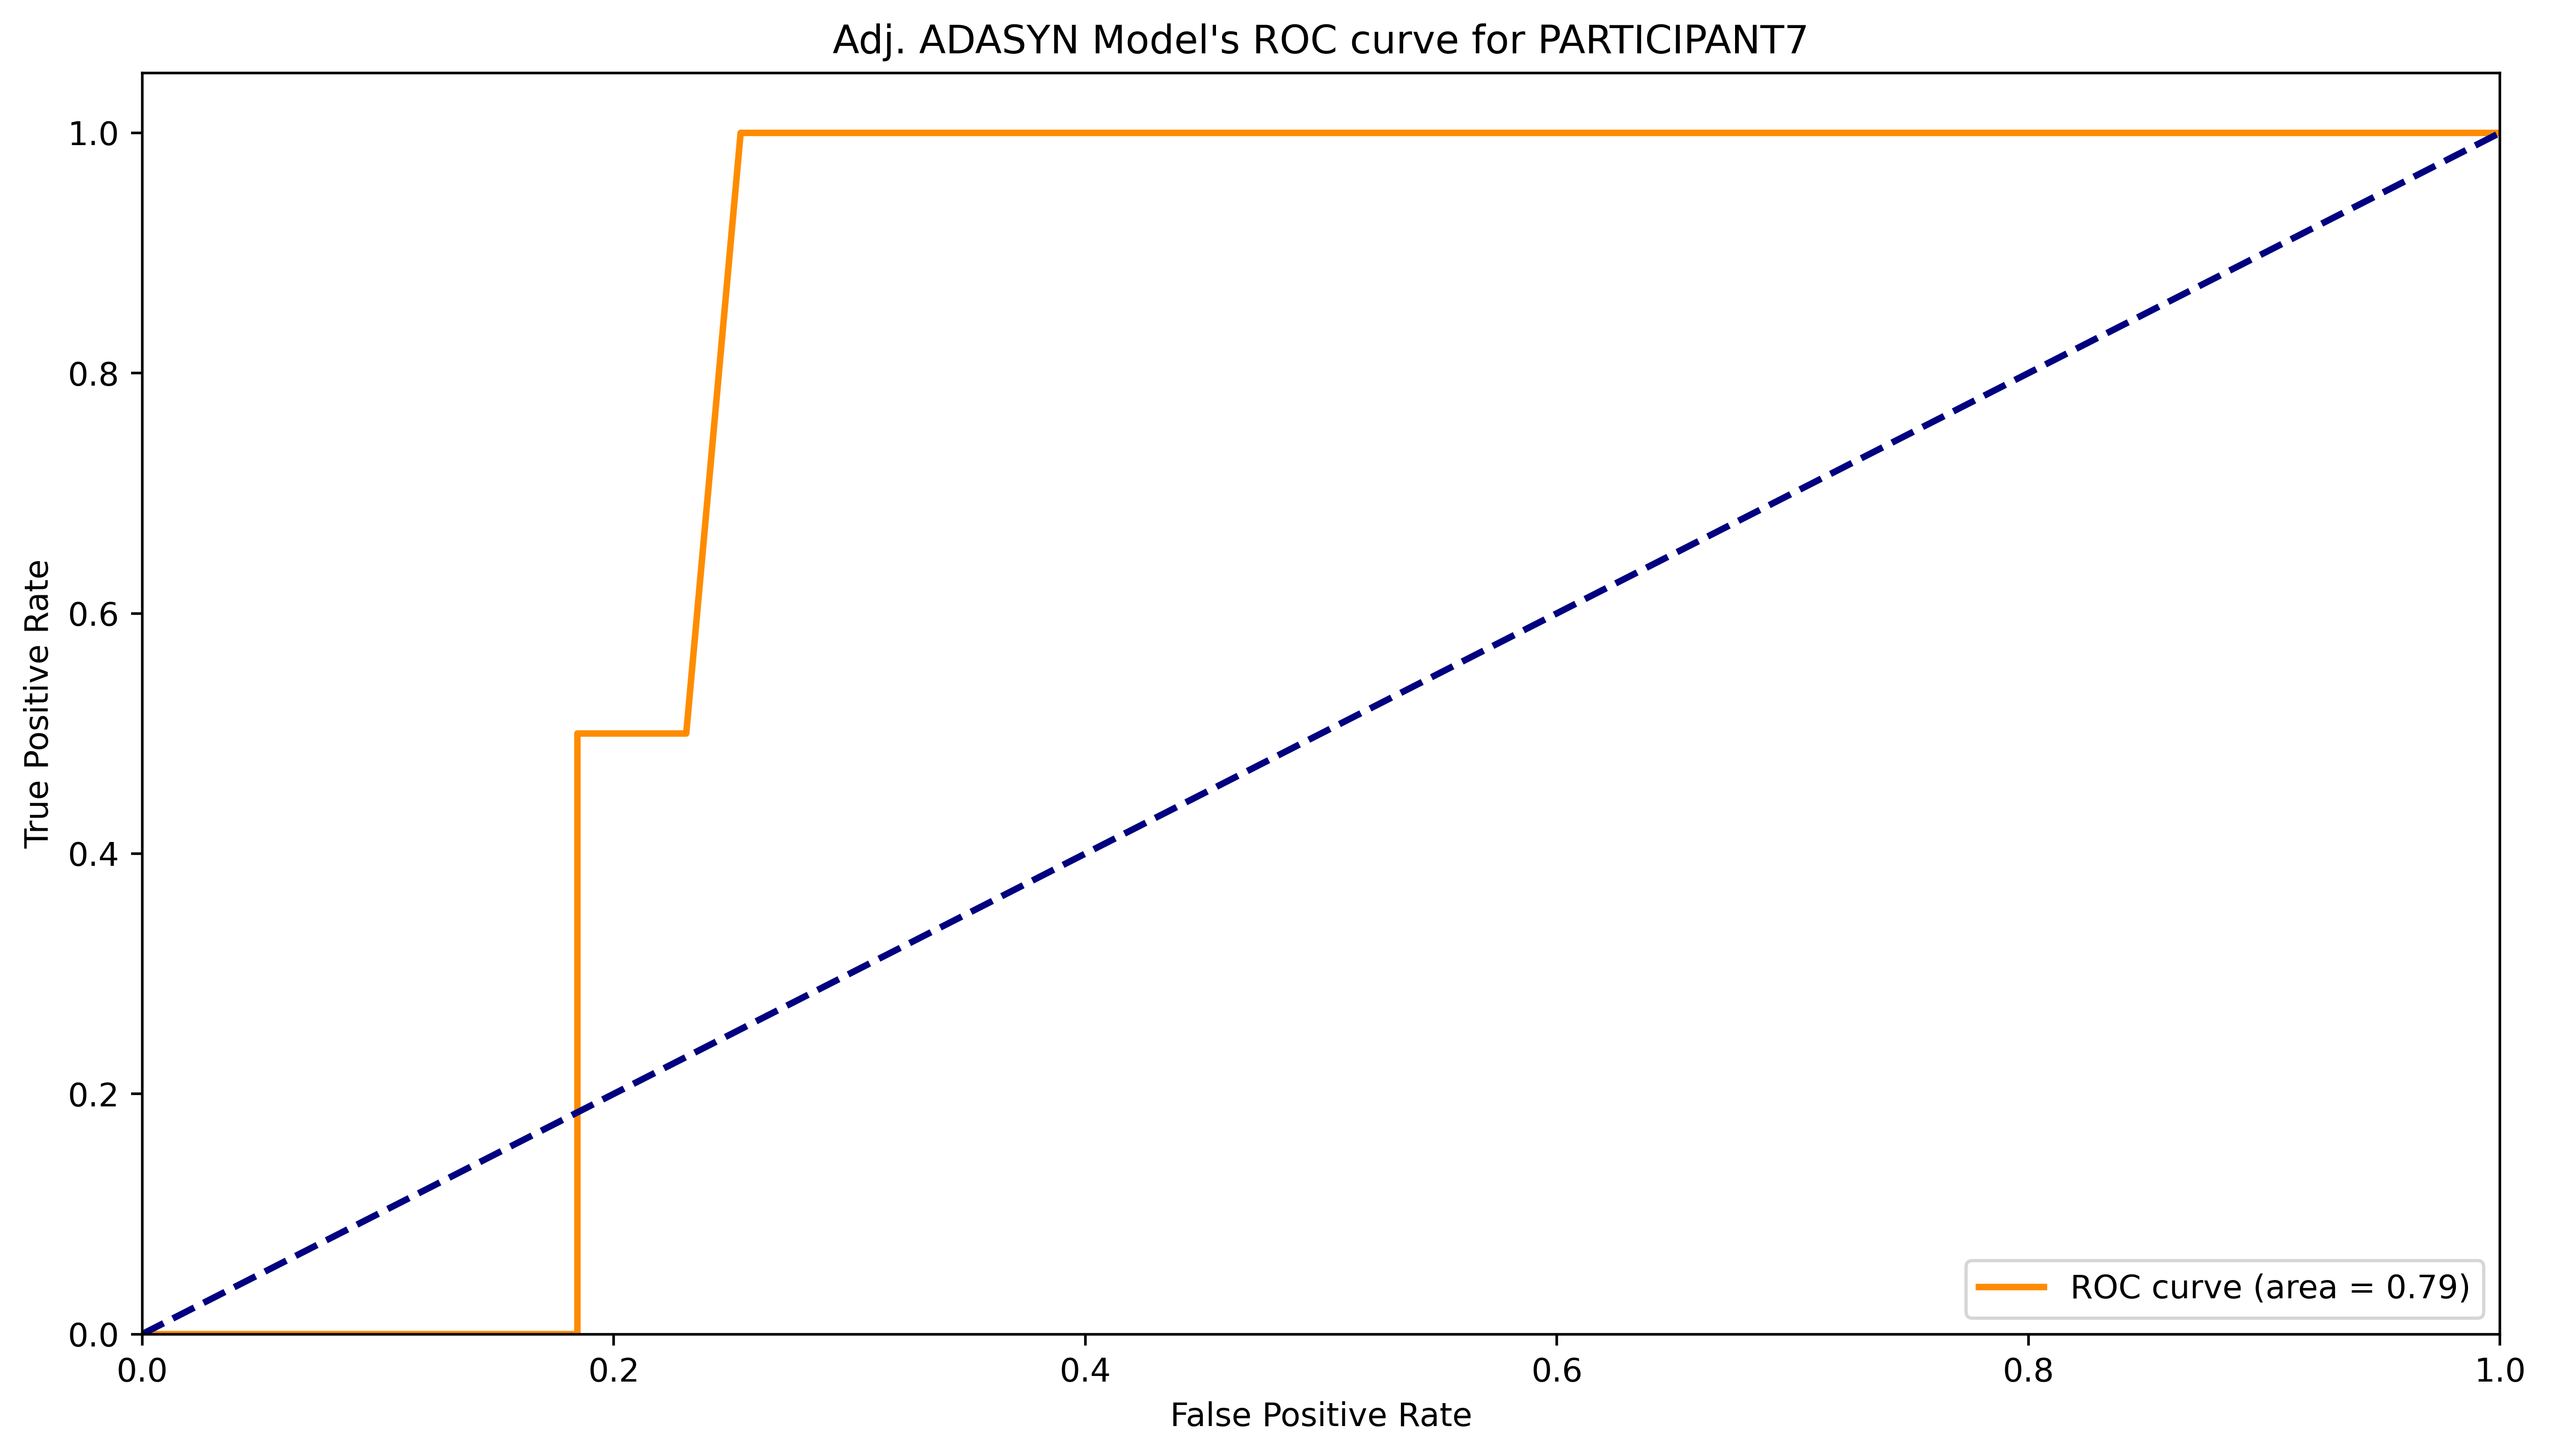 Adj. ADASYN Model's ROC curve for PARTICIPANT7
True Positive Rate
1.0
0.8
0.6
0.4
0.2
0.0
0.0 0.2 0.4 0.6 0.8 1.0
False Positive Rate
ROC curve (area = 0.79)